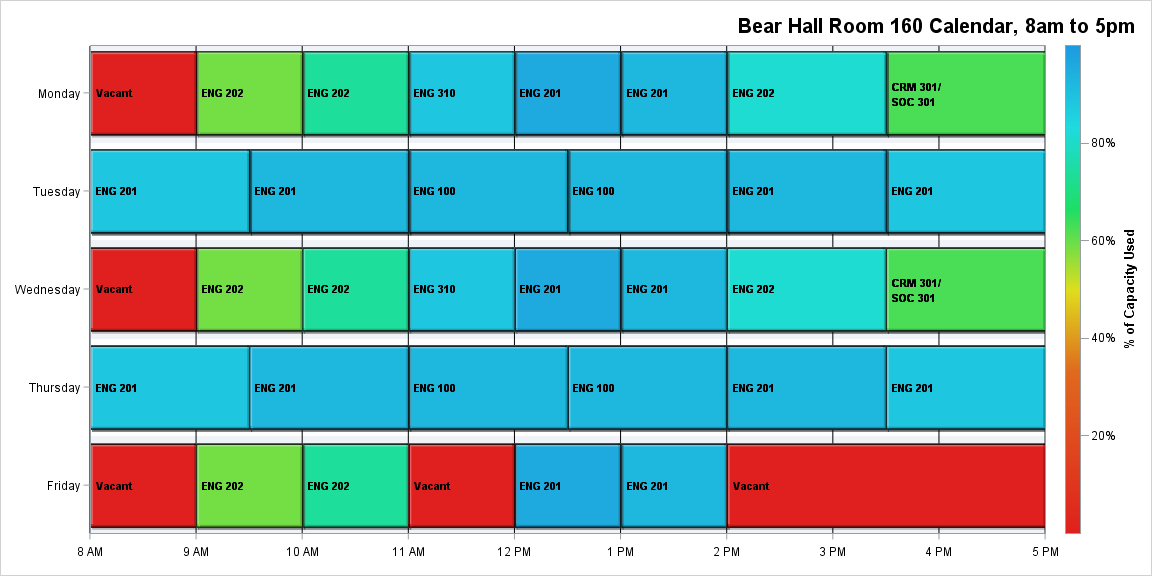 Bear Hall Room 160 Calendar, 8am to 5pm
Monday
Vacant
ENG 202
ENG 202
ENG 310
ENG 201
ENG 201
ENG 202
CRM 301/
SOC 301
Tuesday
ENG 201
ENG 201
ENG 100
ENG 100
ENG 201
ENG 201
Wednesday
Vacant
ENG 202
ENG 202
ENG 310
ENG 201
ENG 201
ENG 202
CRM 301/
SOC 301
Thursday
ENG 201
ENG 201
ENG 100
ENG 100
ENG 201
ENG 201
Friday
Vacant
ENG 202
ENG 202
Vacant
ENG 201
ENG 201
Vacant
8 AM
9 AM
10 AM
11 AM
12 PM
1 PM
2 PM
3 PM
4 PM
5 PM
80%
60%
40%
20%
% of Capacity Used